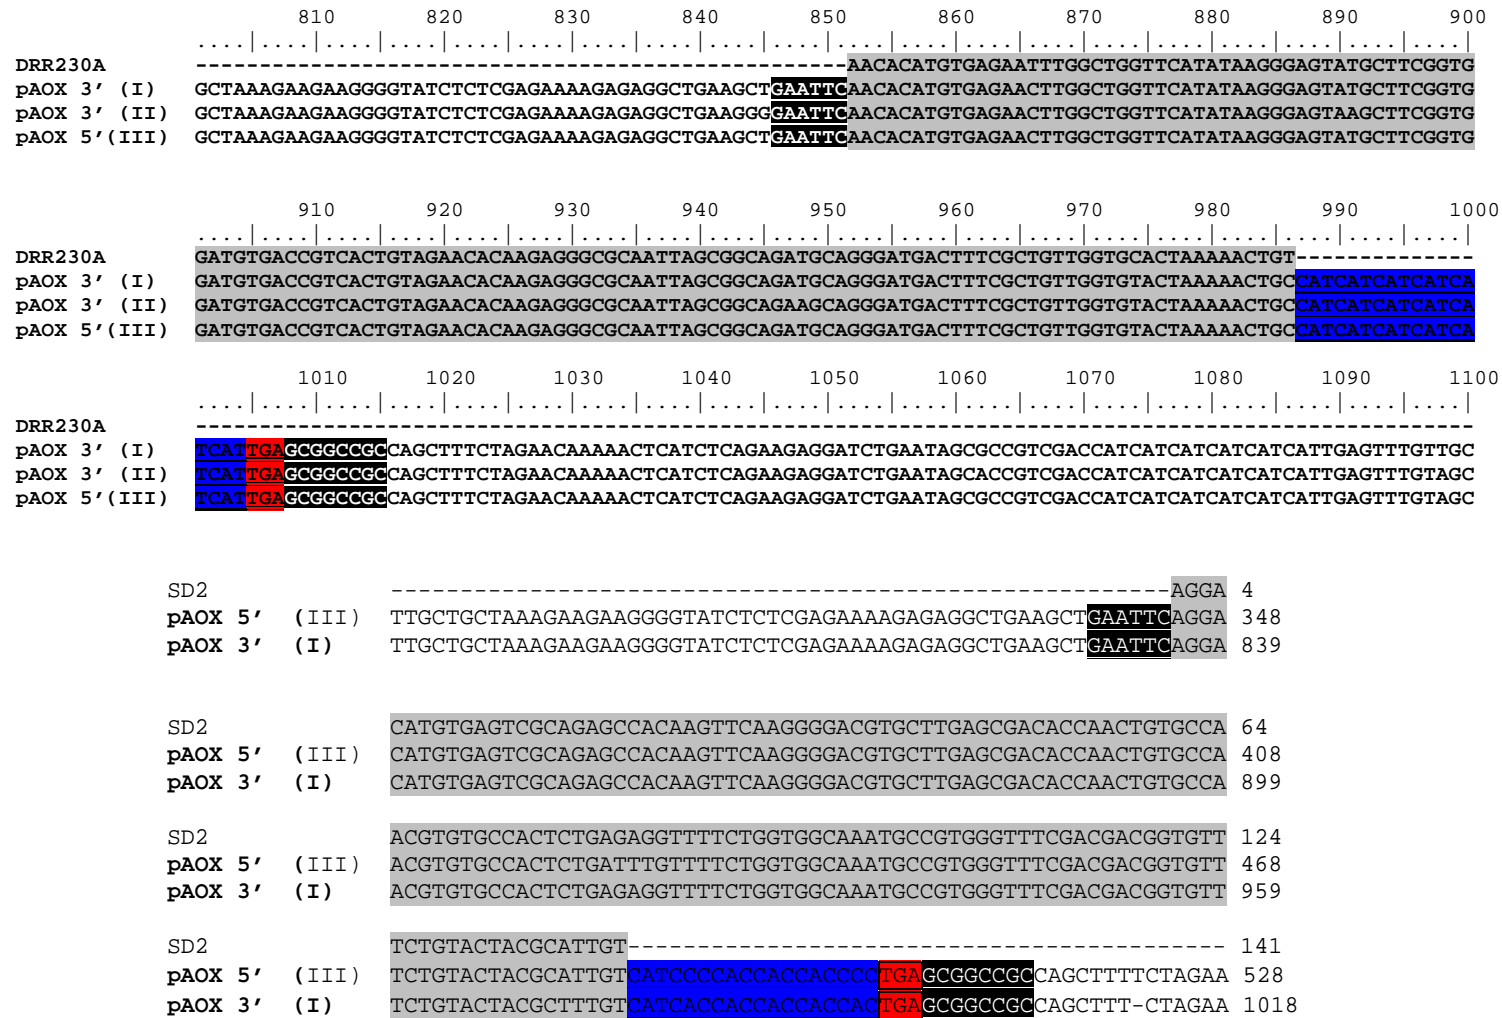 810 820 830 840 850 860 870 880 890 900
....|....|....|....|....|....|....|....|....|....|....|....|....|....|....|....|....|....|....|....|
DRR230A ---------------------------------------------------AACACATGTGAGAATTTGGCTGGTTCATATAAGGGAGTATGCTTCGGTG
pAOX 3′ (I) GCTAAAGAAGAAGGGGTATCTCTCGAGAAAAGAGAGGCTGAAGCTGAATTCAACACATGTGAGAACTTGGCTGGTTCATATAAGGGAGTATGCTTCGGTG
pAOX 3′ (II) GCTAAAGAAGAAGGGGTATCTCTCGAGAAAAGAGAGGCTGAAGGGGAATTCAACACATGTGAGAACTTGGCTGGTTCATATAAGGGAGTAAGCTTCGGTG
pAOX 5′(III) GCTAAAGAAGAAGGGGTATCTCTCGAGAAAAGAGAGGCTGAAGCTGAATTCAACACATGTGAGAACTTGGCTGGTTCATATAAGGGAGTATGCTTCGGTG
910 920 930 940 950 960 970 980 990 1000
....|....|....|....|....|....|....|....|....|....|....|....|....|....|....|....|....|....|....|....|
DRR230A GATGTGACCGTCACTGTAGAACACAAGAGGGCGCAATTAGCGGCAGATGCAGGGATGACTTTCGCTGTTGGTGCACTAAAAACTGT--------------
pAOX 3′ (I) GATGTGACCGTCACTGTAGAACACAAGAGGGCGCAATTAGCGGCAGATGCAGGGATGACTTTCGCTGTTGGTGTACTAAAAACTGCCATCATCATCATCA
pAOX 3′ (II) GATGTGACCGTCACTGTAGAACACAAGAGGGCGCAATTAGCGGCAGAAGCAGGGATGACTTTCGCTGTTGGTGTACTAAAAACTGCCATCATCATCATCA
pAOX 5′(III) GATGTGACCGTCACTGTAGAACACAAGAGGGCGCAATTAGCGGCAGATGCAGGGATGACTTTCGCTGTTGGTGTACTAAAAACTGCCATCATCATCATCA
1010 1020 1030 1040 1050 1060 1070 1080 1090 1100
....|....|....|....|....|....|....|....|....|....|....|....|....|....|....|....|....|....|....|....|
DRR230A ----------------------------------------------------------------------------------------------------
pAOX 3′ (I) TCATTGAGCGGCCGCCAGCTTTCTAGAACAAAAACTCATCTCAGAAGAGGATCTGAATAGCGCCGTCGACCATCATCATCATCATCATTGAGTTTGTTGC
pAOX 3′ (II) TCATTGAGCGGCCGCCAGCTTTCTAGAACAAAAACTCATCTCAGAAGAGGATCTGAATAGCACCGTCGACCATCATCATCATCATCATTGAGTTTGTAGC
pAOX 5′(III) TCATTGAGCGGCCGCCAGCTTTCTAGAACAAAAACTCATCTCAGAAGAGGATCTGAATAGCGCCGTCGACCATCATCATCATCATCATTGAGTTTGTAGC
SD2 --------------------------------------------------------AGGA 4
pAOX 5′ (III) TTGCTGCTAAAGAAGAAGGGGTATCTCTCGAGAAAAGAGAGGCTGAAGCTGAATTCAGGA 348
pAOX 3′ (I) TTGCTGCTAAAGAAGAAGGGGTATCTCTCGAGAAAAGAGAGGCTGAAGCTGAATTCAGGA 839
SD2 CATGTGAGTCGCAGAGCCACAAGTTCAAGGGGACGTGCTTGAGCGACACCAACTGTGCCA 64
pAOX 5′ (III) CATGTGAGTCGCAGAGCCACAAGTTCAAGGGGACGTGCTTGAGCGACACCAACTGTGCCA 408
pAOX 3′ (I) CATGTGAGTCGCAGAGCCACAAGTTCAAGGGGACGTGCTTGAGCGACACCAACTGTGCCA 899
SD2 ACGTGTGCCACTCTGAGAGGTTTTCTGGTGGCAAATGCCGTGGGTTTCGACGACGGTGTT 124
pAOX 5′ (III) ACGTGTGCCACTCTGATTTGTTTTCTGGTGGCAAATGCCGTGGGTTTCGACGACGGTGTT 468
pAOX 3′ (I) ACGTGTGCCACTCTGAGAGGTTTTCTGGTGGCAAATGCCGTGGGTTTCGACGACGGTGTT 959
SD2 TCTGTACTACGCATTGT------------------------------------------- 141
pAOX 5′ (III) TCTGTACTACGCATTGTCATCCCCACCACCACCCCTGAGCGGCCGCCAGCTTTTCTAGAA 528
pAOX 3′ (I) TCTGTACTACGCTTTGTCATCACCACCACCACCACTGAGCGGCCGCCAGCTTT-CTAGAA 1018